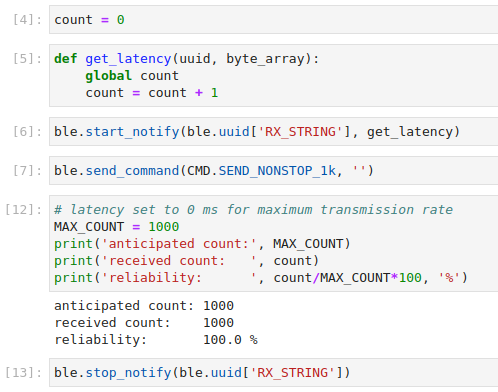 [4]: count = 0
[5]: def get_latency(uuid, byte_array):
global count
count = count + 1
[6]: ble.start_notify(ble.uuid['RX_STRING'], get_latency)
[7]: ble.send_command(CMD.SEND_NONSTOP_1k, '')
[12]: # latency set to 0 ms for maximum transmission rate
MAX_COUNT = 1000
print('anticipated count:', MAX_COUNT)
print('received count:   ', count)
print('reliability:      ', count/MAX_COUNT*100, '%')
anticipated count: 1000
received count:    1000
reliability:       100.0 %
[13]: ble.stop_notify(ble.uuid['RX_STRING'])